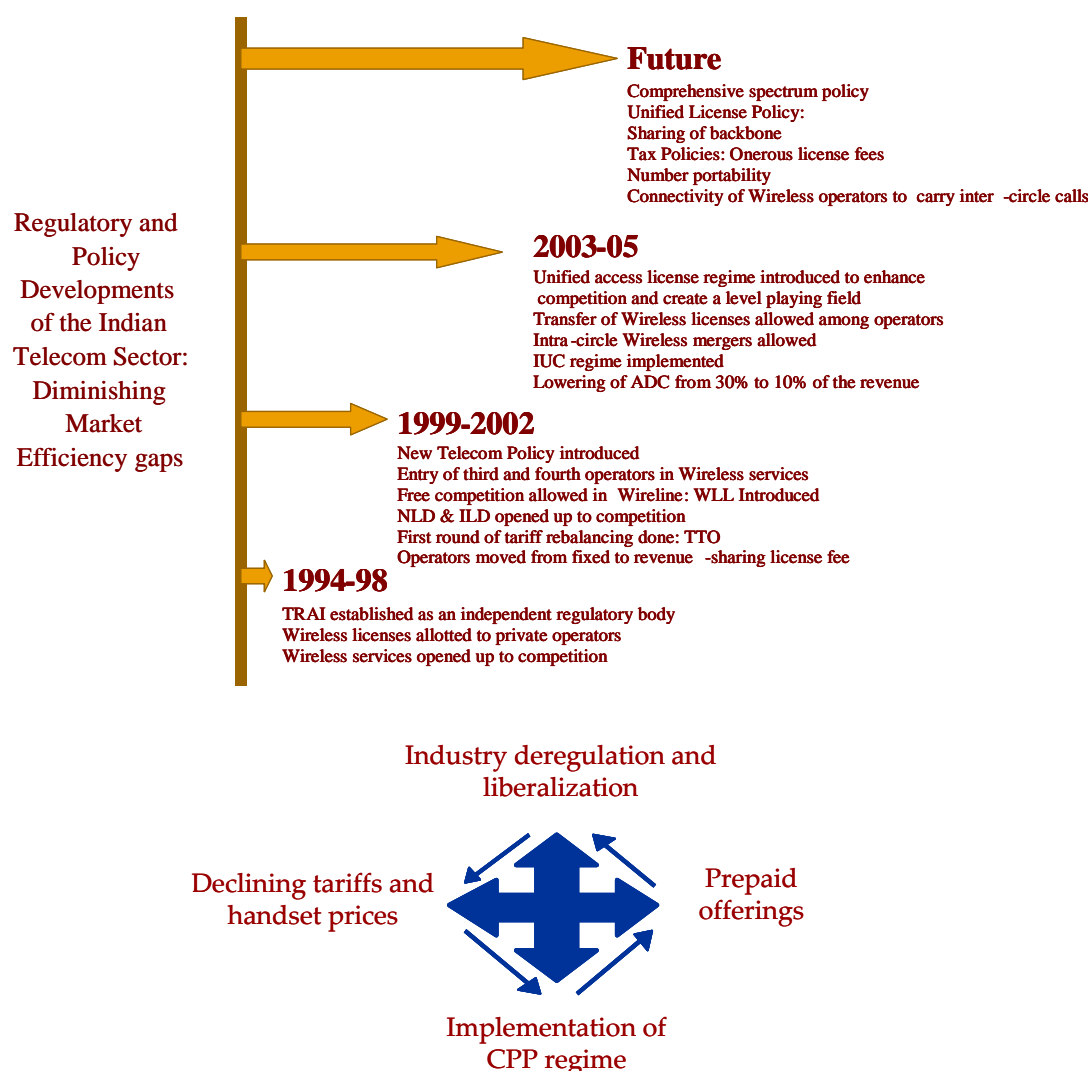 Regulatory and
Policy
Developments
of the Indian
Telecom Sector:
Diminishing
Market
Efficiency gaps
Future
Comprehensive spectrum policy
Unified License Policy:
Sharing of backbone
Tax Policies: Onerous license fees
Number portability
Connectivity of Wireless operators to carry inter -circle calls
2003-05
Unified access license regime introduced to enhance
competition and create a level playing field
Transfer of Wireless licenses allowed among operators
Intra-circle Wireless mergers allowed
IUC regime implemented
Lowering of ADC from 30% to 10% of the revenue
1999-2002
New Telecom Policy introduced
Entry of third and fourth operators in Wireless services
Free competition allowed in Wireline: WLL Introduced
NLD & ILD opened up to competition
First round of tariff rebalancing done: TTO
Operators moved from fixed to revenue -sharing license fee
1994-98
TRAI established as an independent regulatory body
Wireless licenses allotted to private operators
Wireless services opened up to competition
Industry deregulation and
liberalization
Declining tariffs and
handset prices
Prepaid
offerings
Implementation of
CPP regime